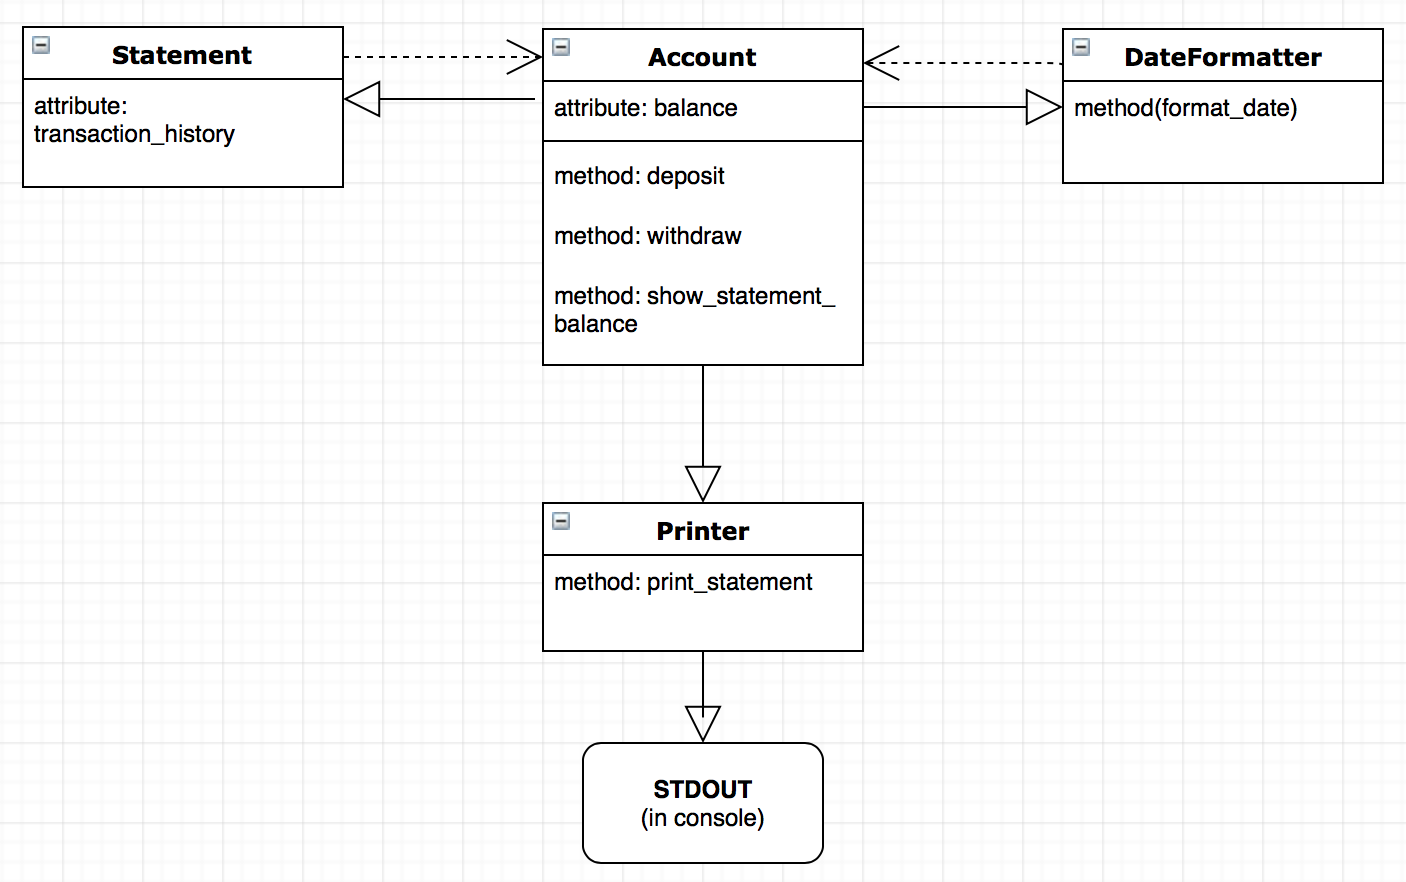 Statement
attribute:
transaction_history
Account
attribute: balance
method: deposit
method: withdraw
method: show_statement_
balance
DateFormatter
method(format_date)
Printer
method: print_statement
STDOUT
(in console)